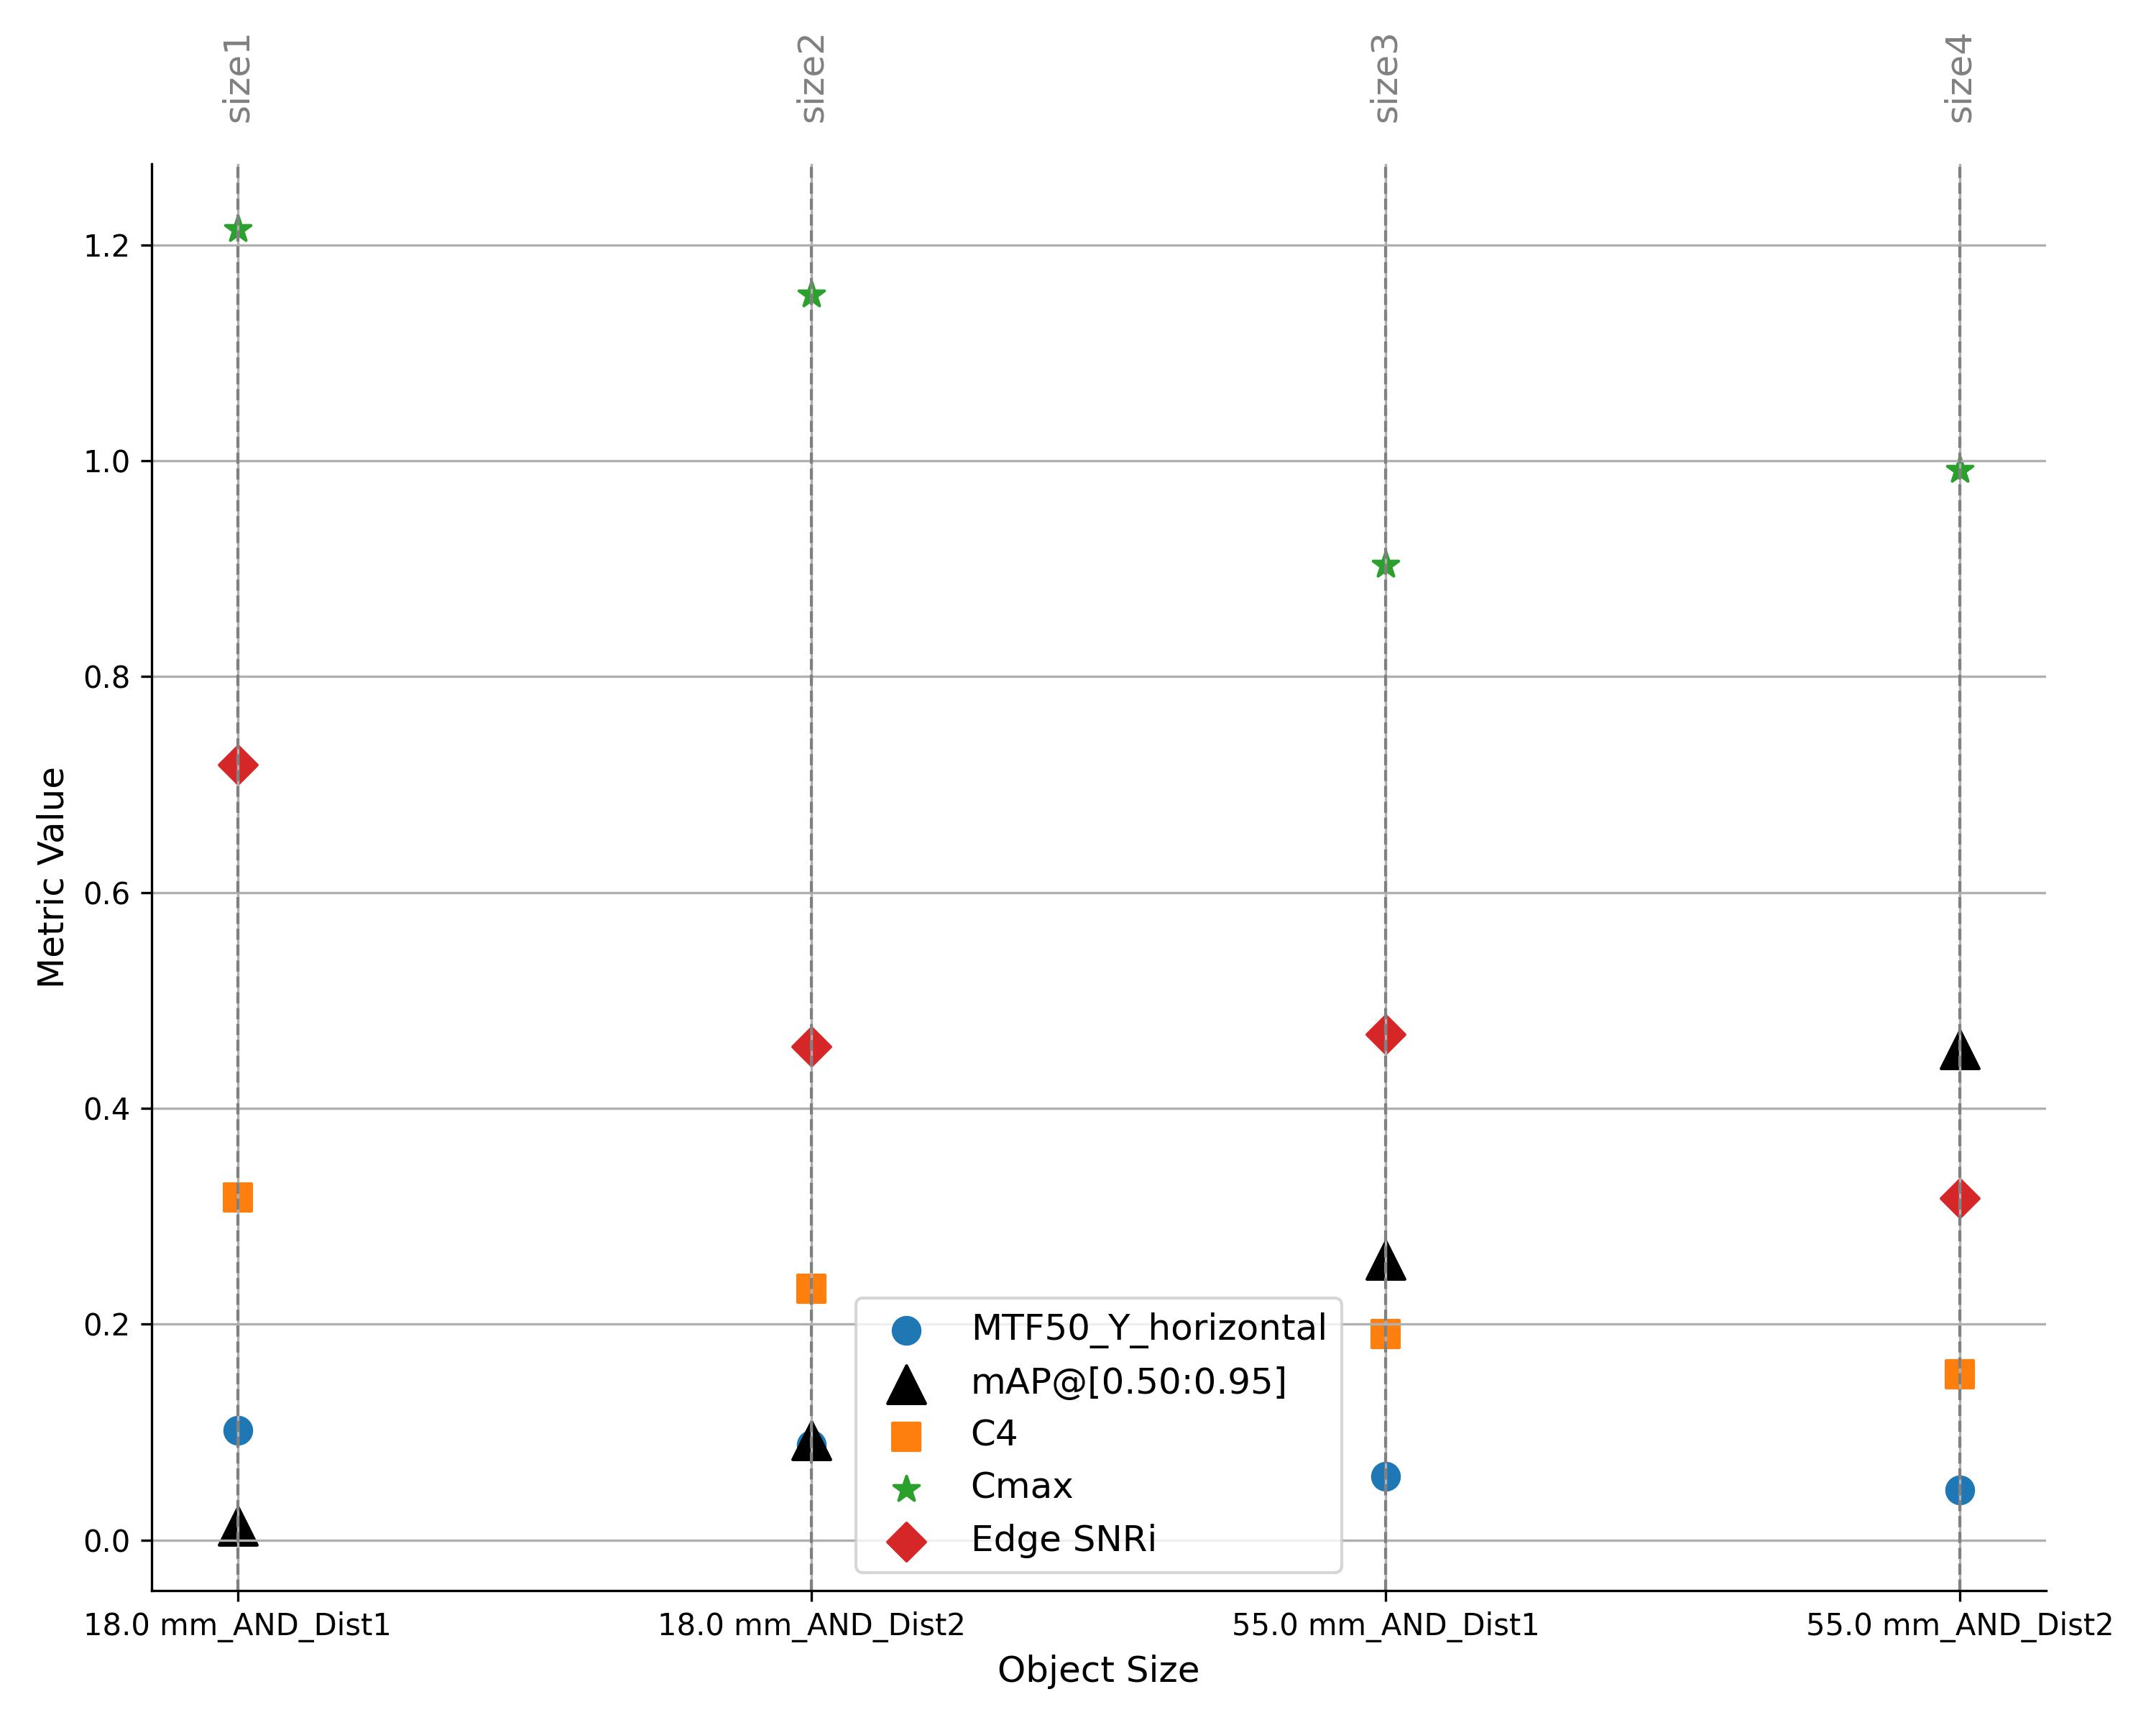 size1
size2
size3
size4
1.2
1.0
0.8
0.6
0.4
0.2
0.0
Metric Value
MTF50_Y_horizontal
mAP@[0.50:0.95]
C4
Cmax
Edge SNRi
18.0 mm_AND_Dist1
18.0 mm_AND_Dist2
55.0 mm_AND_Dist1
55.0 mm_AND_Dist2
Object Size